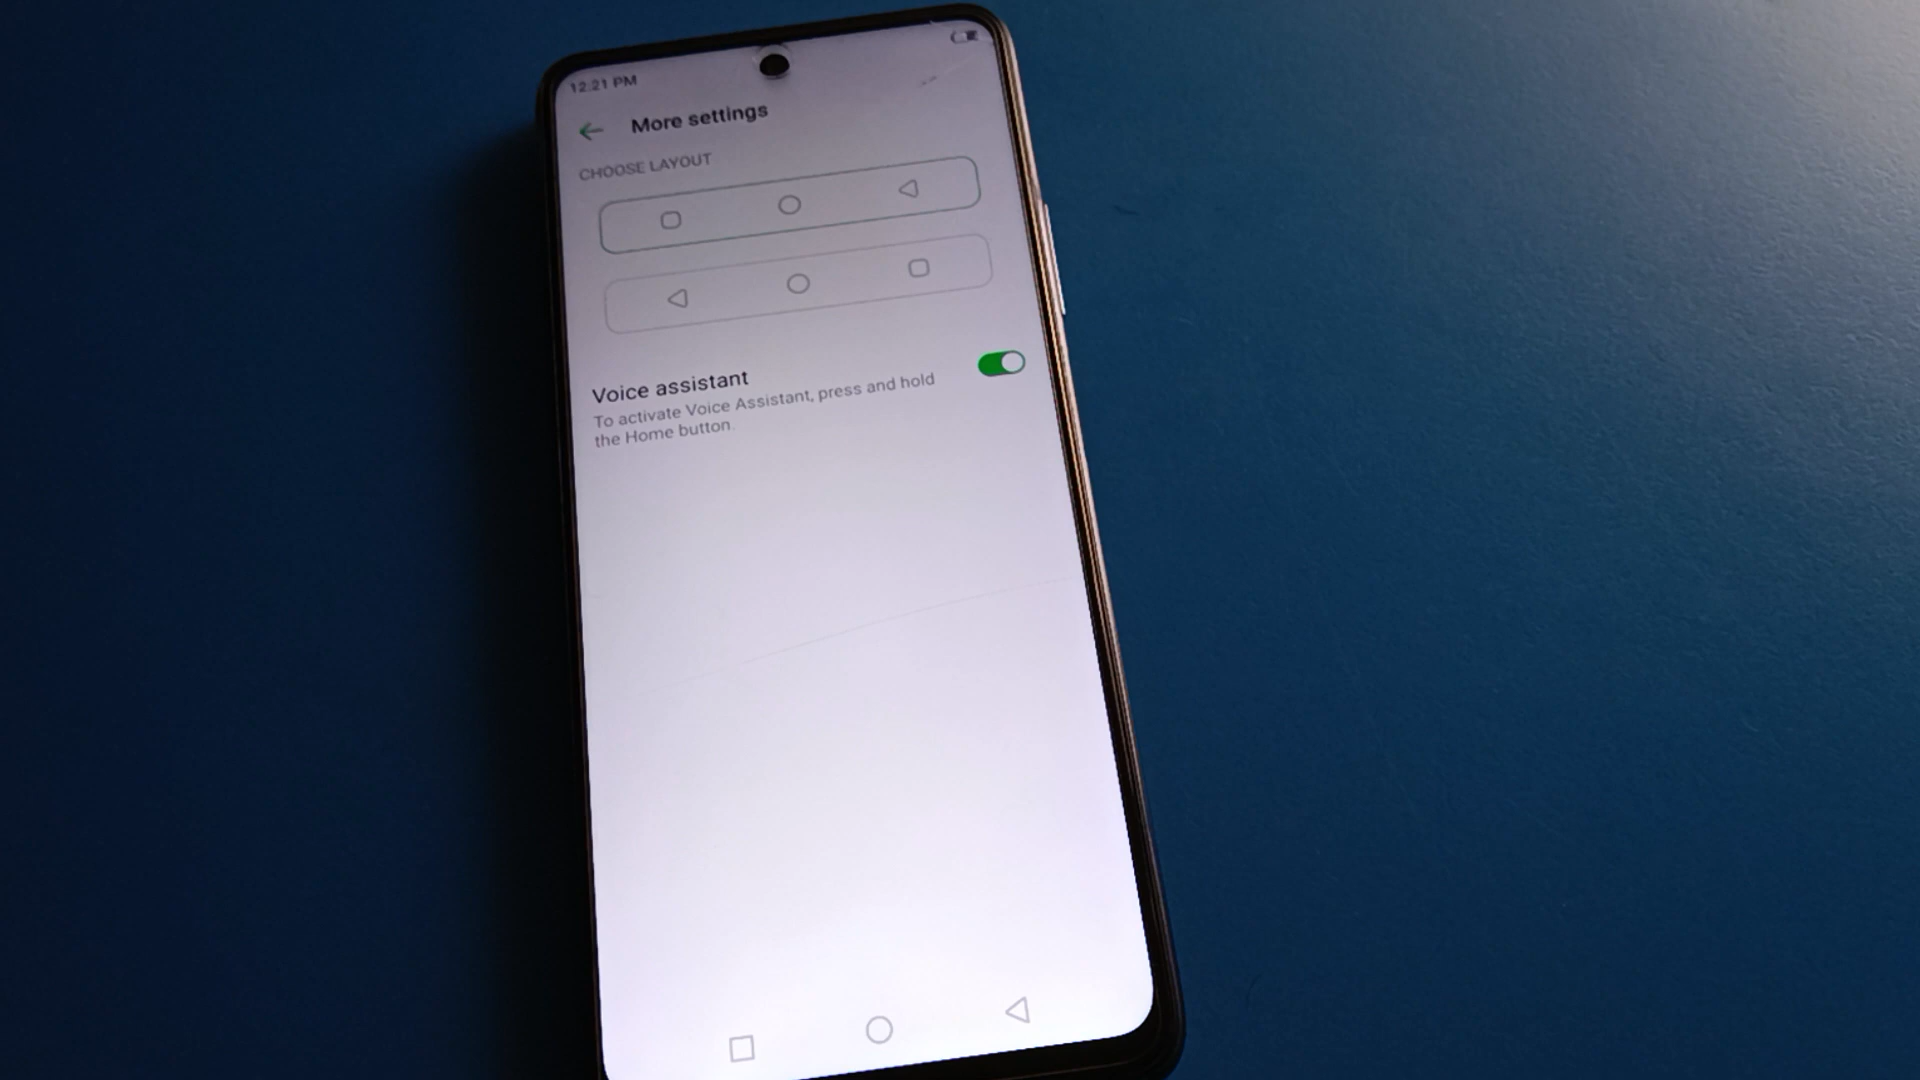 12:21 PM
More settings
CHOOSE LAYOUT
Voice assistant
To activate Voice Assistant, press and hold
the Home button.